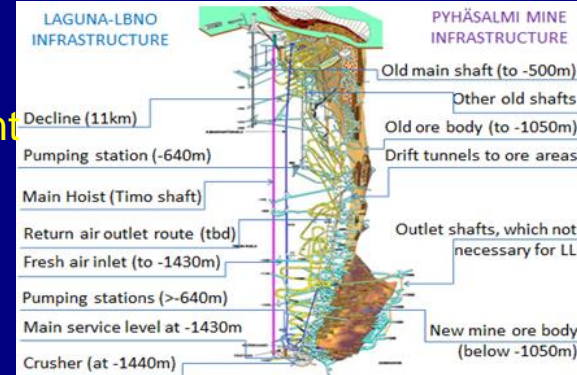 LAGUNA-LBNO
INFRASTRUCTURE
Decline (11km)
Pumping station (-640m)
Main Hoist (Timo shaft)
Return air outlet route (tbd)
Fresh air inlet (to -1430m)
Pumping stations (>-640m)
Main service level at -1430m
Crusher (at -1440m)
PYHÄSALMI MINE
INFRASTRUCTURE
Old main shaft (to -500m)
Other old shafts
Old ore body (to -1050m)
Drift tunnels to ore areas
Outlet shafts, which not
necessary for LL
New mine ore body
(below -1050m)